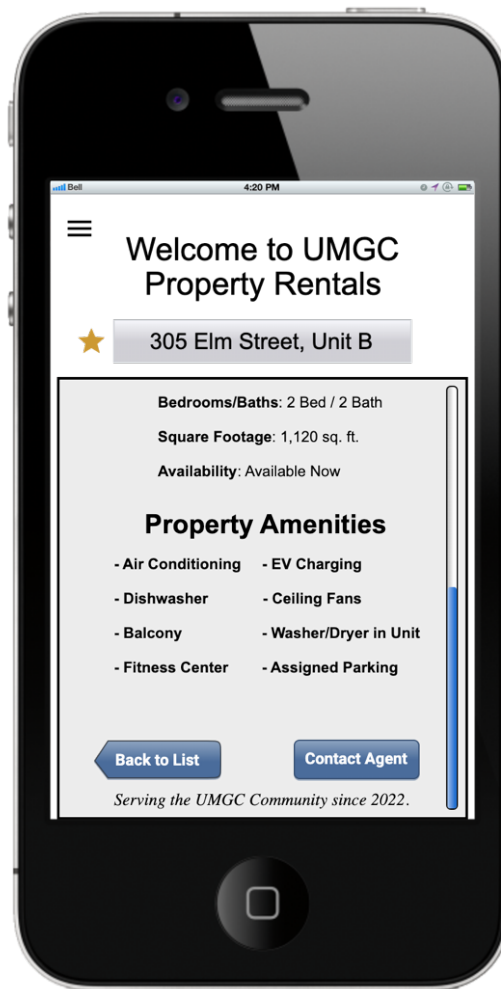 Bell 4:20 PM
Welcome to UMGC
Property Rentals
305 Elm Street, Unit B
Bedrooms/Baths: 2 Bed / 2 Bath
Square Footage: 1,120 sq. ft.
Availability: Available Now
Property Amenities
- Air Conditioning - EV Charging
- Dishwasher - Ceiling Fans
- Balcony - Washer/Dryer in Unit
- Fitness Center - Assigned Parking
Back to List Contact Agent
Serving the UMGC Community since 2022.